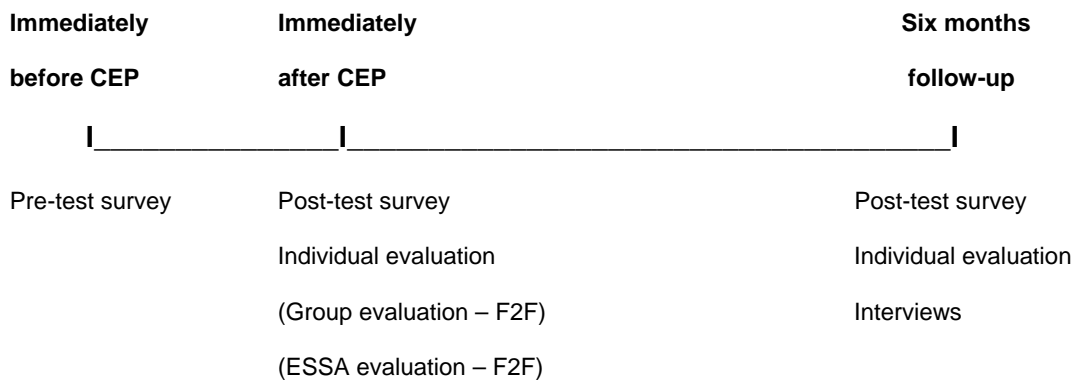 Immediately Immediately Six months
before CEP after CEP follow-up
Pre-test survey Post-test survey Post-test survey
Individual evaluation Individual evaluation
(Group evaluation – F2F) Interviews
(ESSA evaluation – F2F)